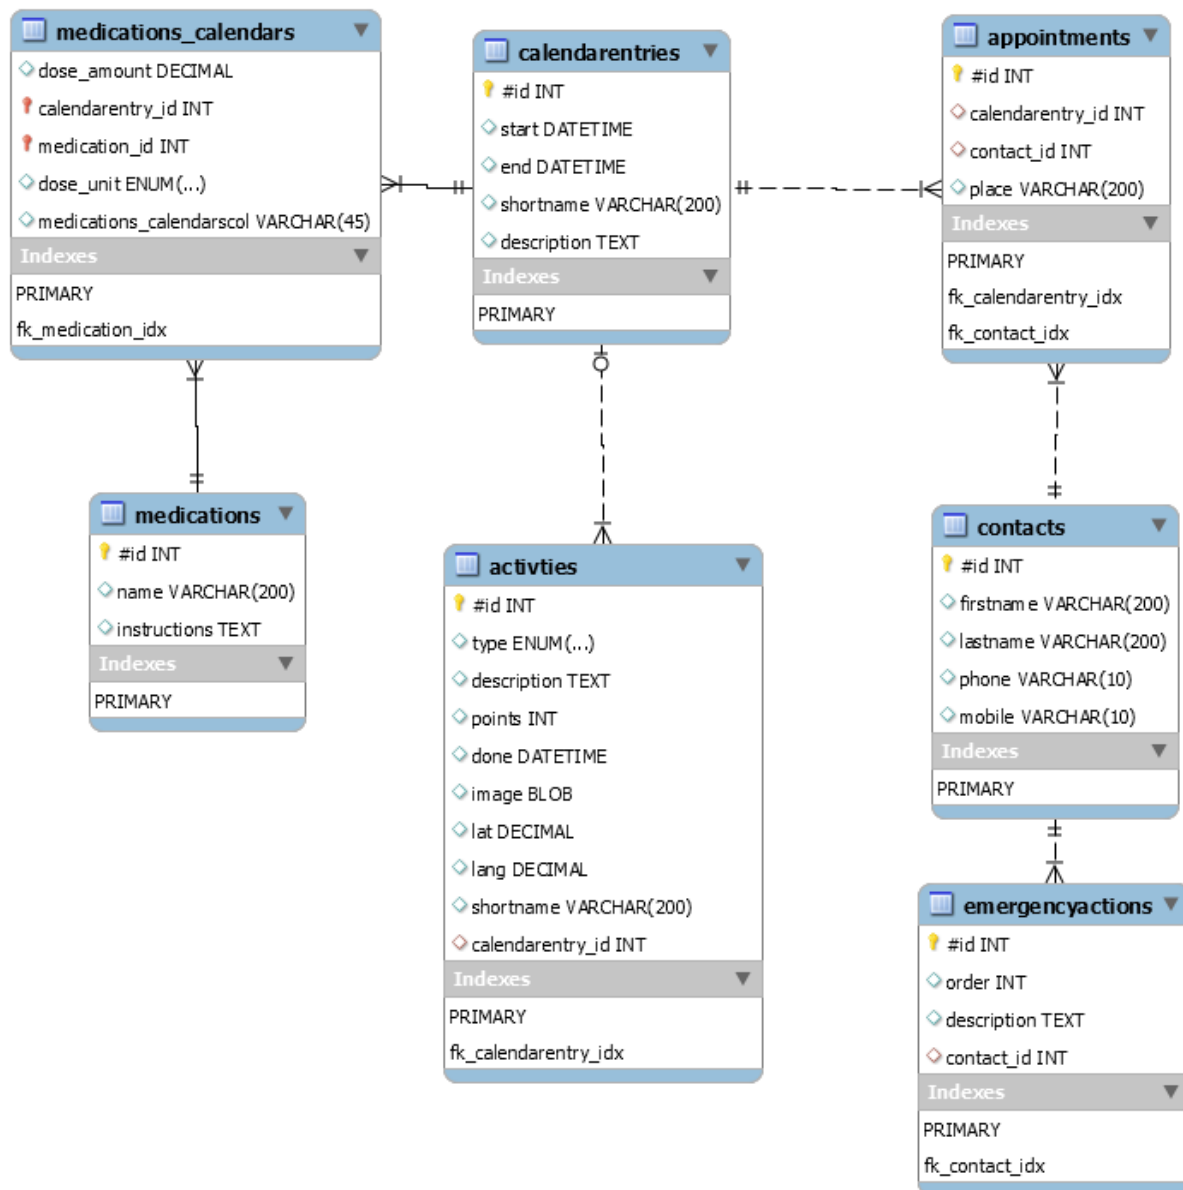 medications_calendars
dose_amount DECIMAL
calendarentry_id INT
medication_id INT
dose_unit ENUM(...)
medications_calendarscol VARCHAR(45)
Indexes
PRIMARY
fk_medication_idx
calendarentries
#id INT
start DATETIME
end DATETIME
shortname VARCHAR(200)
description TEXT
Indexes
PRIMARY
appointments
#id INT
calendarentry_id INT
contact_id INT
place VARCHAR(200)
Indexes
PRIMARY
fk_calendarentry_idx
fk_contact_idx
medications
#id INT
name VARCHAR(200)
instructions TEXT
Indexes
PRIMARY
activties
#id INT
type ENUM(...)
description TEXT
points INT
done DATETIME
image BLOB
lat DECIMAL
lang DECIMAL
shortname VARCHAR(200)
calendarentry_id INT
Indexes
PRIMARY
fk_calendarentry_idx
contacts
#id INT
firstname VARCHAR(200)
lastname VARCHAR(200)
phone VARCHAR(10)
mobile VARCHAR(10)
Indexes
PRIMARY
emergencyactions
#id INT
order INT
description TEXT
contact_id INT
Indexes
PRIMARY
fk_contact_idx